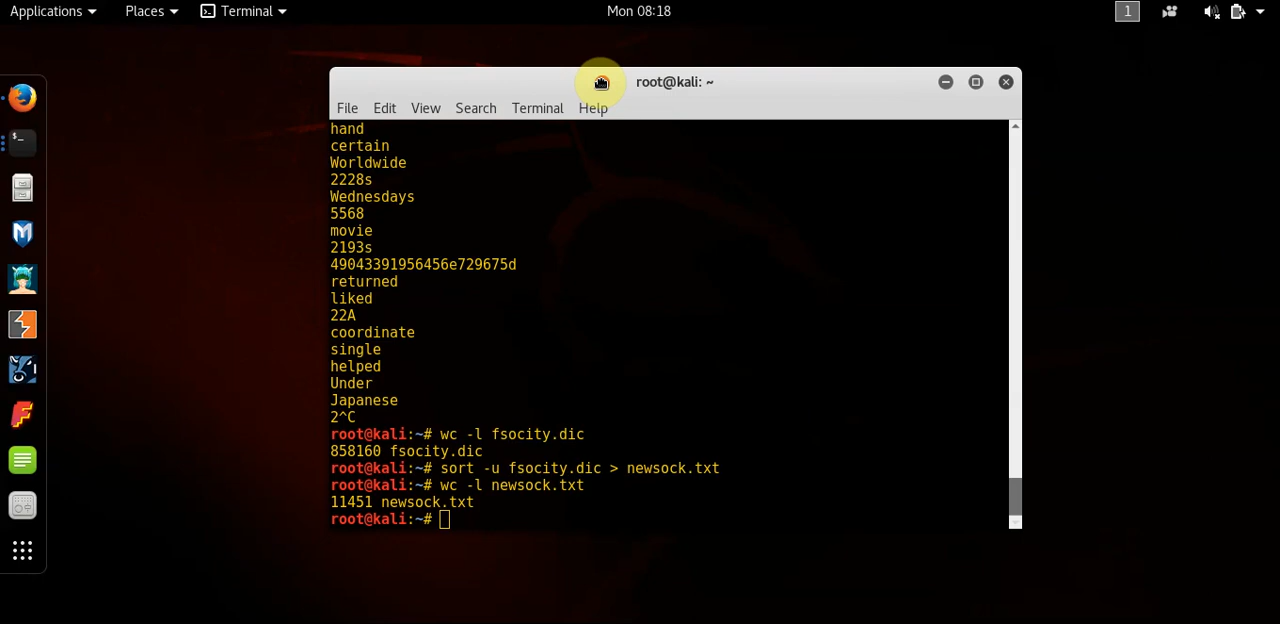 Applications Places Terminal Mon 08:18 1
root@kali: ~
File Edit View Search Terminal Help
hand
certain
Worldwide
2228s
Wednesdays
5568
movie
2193s
49043391956456e729675d
returned
liked
22A
coordinate
single
helped
Under
Japanese
2^C
root@kali:~# wc -l fsocity.dic
858160 fsocity.dic
root@kali:~# sort -u fsocity.dic > newsock.txt
root@kali:~# wc -l newsock.txt
11451 newsock.txt
root@kali:~#